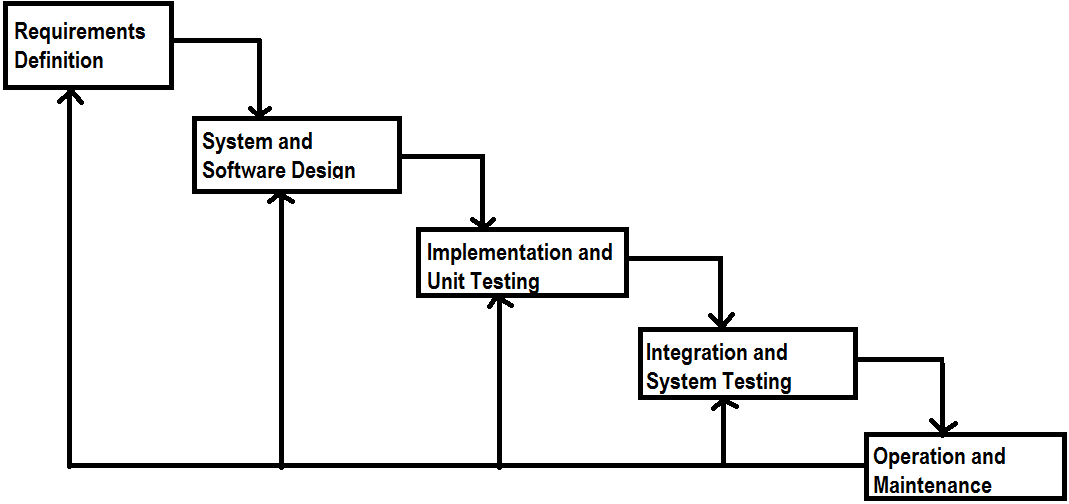 Requirements
Definition
System and
Software Design
Implementation and
Unit Testing
Integration and
System Testing
Operation and
Maintenance